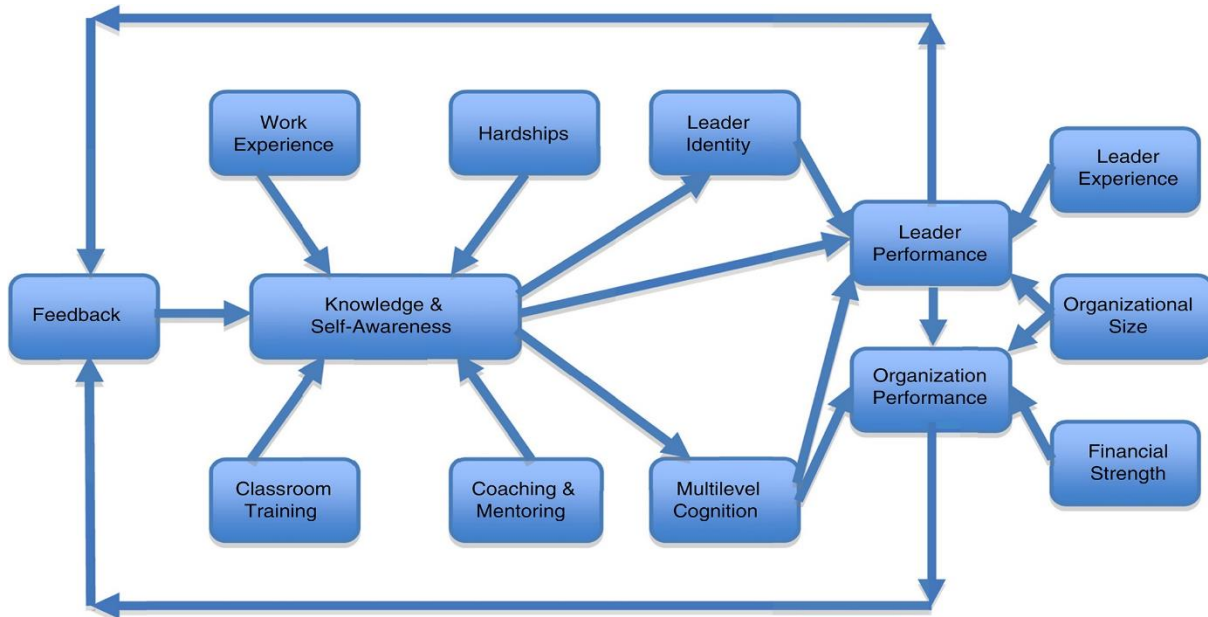 Work
Experience
Hardships
Leader
Identity
Leader
Experience
Leader
Performance
Feedback
Knowledge &
Self-Awareness
Organizational
Size
Organization
Performance
Classroom
Training
Coaching &
Mentoring
Multilevel
Cognition
Financial
Strength